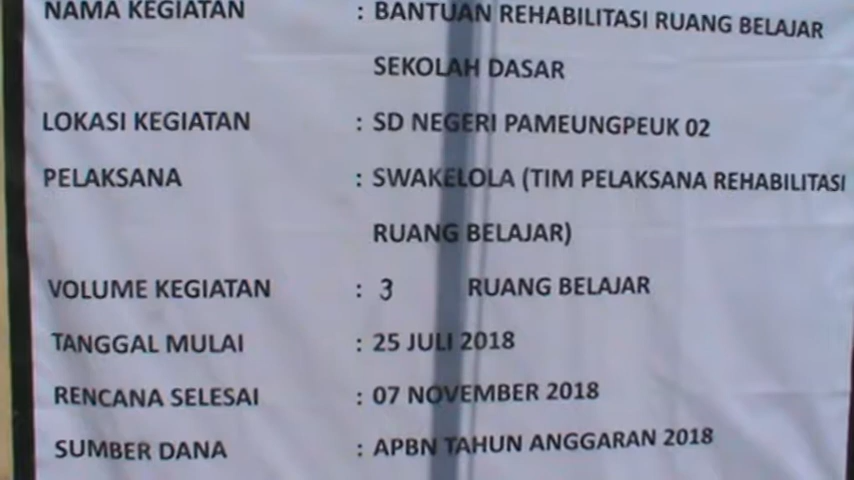 NAMA KEGIATAN : BANTUAN REHABILITASI RUANG BELAJAR
SEKOLAH DASAR
LOKASI KEGIATAN : SD NEGERI PAMEUNGPEUK 02
PELAKSANA : SWAKELOLA (TIM PELAKSANA REHABILITASI
RUANG BELAJAR)
VOLUME KEGIATAN : 3 RUANG BELAJAR
TANGGAL MULAI : 25 JULI 2018
RENCANA SELESAI : 07 NOVEMBER 2018
SUMBER DANA : APBN TAHUN ANGGARAN 2018